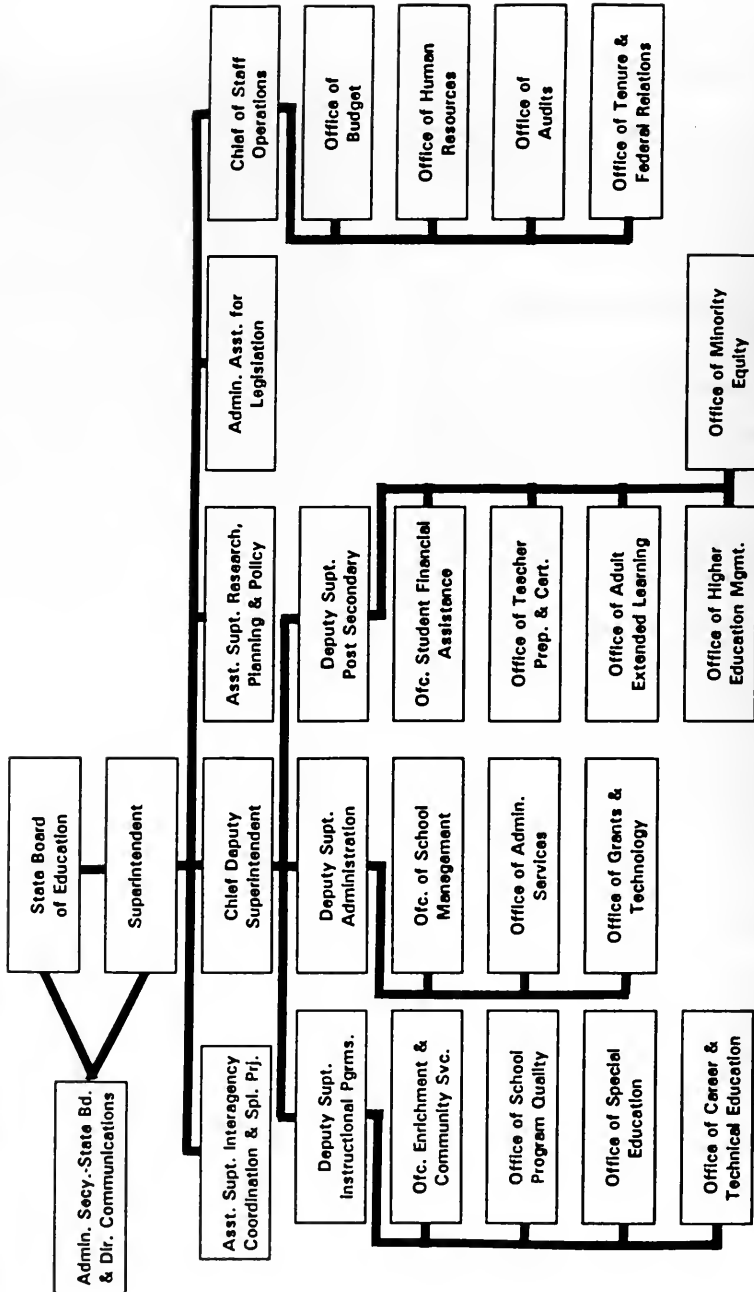 State Board
of Education
Admin. Secy.-State Bd.
& Dir. Communications
Superintendent
Asst. Supt. Interagency
Coordination & Spl. Prj.
Chief Deputy
Superintendent
Asst. Supt. Research,
Planning & Policy
Admin. Asst. for
Legislation
Chief of Staff
Operations
Deputy Supt.
Instructional Pgrms.
Deputy Supt.
Administration
Deputy Supt.
Post Secondary
Office of
Budget
Ofc. Enrichment &
Community Svc.
Ofc. of School
Management
Ofc. Student Financial
Assistance
Office of Human
Resources
Office of School
Program Quality
Office of Admin.
Services
Office of Teacher
Prep. & Cert.
Office of
Audits
Office of Special
Education
Office of Grants &
Technology
Office of Adult
Extended Learning
Office of Tenure &
Federal Relations
Office of Career &
Technical Education
Office of Higher
Education Mgmt.
Office of Minority
Equity